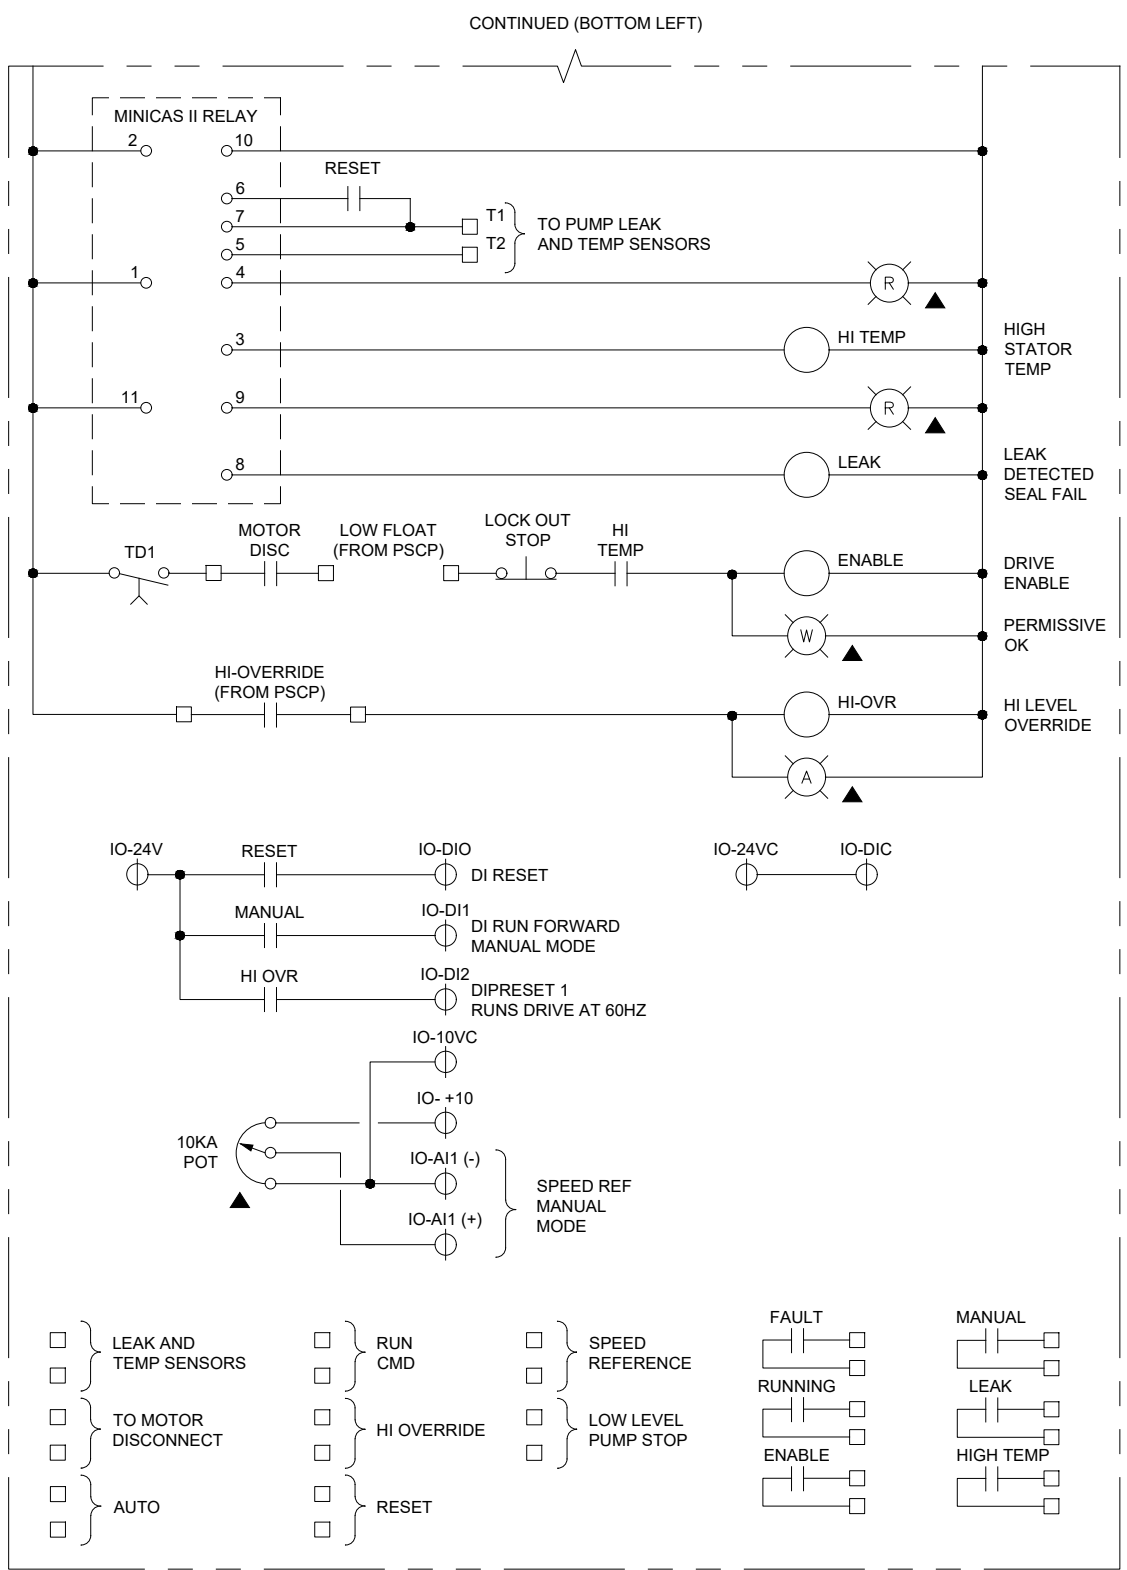 CONTINUED (BOTTOM LEFT)
MINICAS II RELAY
2
10
RESET
6
7
T1
T2
5
TO PUMP LEAK
AND TEMP SENSORS
1
4
R
3
HI TEMP
HIGH
STATOR
TEMP
11
9
R
8
LEAK
LEAK
DETECTED
SEAL FAIL
TD1
MOTOR
DISC
LOW FLOAT
(FROM PSCP)
LOCK OUT
STOP
HI
TEMP
ENABLE
DRIVE
ENABLE
W
PERMISSIVE
OK
HI-OVERRIDE
(FROM PSCP)
HI-OVR
HI LEVEL
OVERRIDE
A
IO-24V
RESET
IO-DIO
DI RESET
IO-24VC
IO-DIC
MANUAL
IO-DI1
DI RUN FORWARD
MANUAL MODE
HI OVR
IO-DI2
DIPRESET 1
RUNS DRIVE AT 60HZ
IO-10VC
IO- +10
10KA
POT
IO-AI1 (-)
IO-AI1 (+)
SPEED REF
MANUAL
MODE
LEAK AND
TEMP SENSORS
RUN
CMD
SPEED
REFERENCE
FAULT
MANUAL
TO MOTOR
DISCONNECT
HI OVERRIDE
LOW LEVEL
PUMP STOP
RUNNING
LEAK
ENABLE
HIGH TEMP
AUTO
RESET